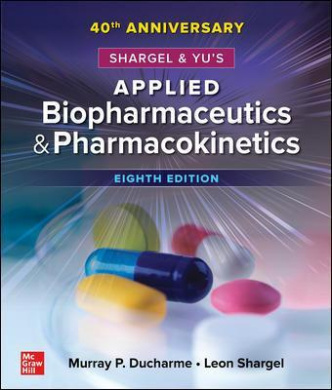 40th ANNIVERSARY
SHARGEL & YU'S
APPLIED
Biopharmaceutics
& Pharmacokinetics
EIGHTH EDITION
Mc
Graw
Hill
Murray P. Ducharme • Leon Shargel